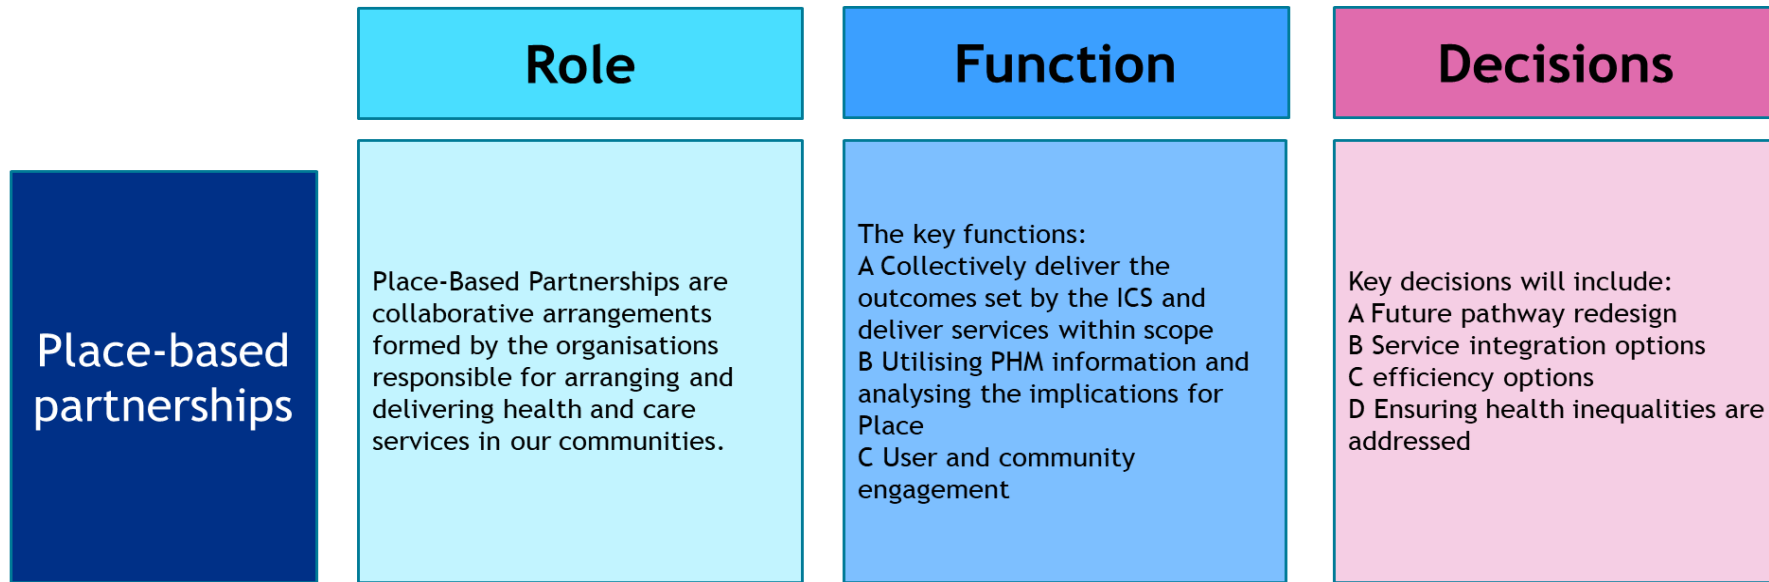 Role
Function
Decisions
Place-based
partnerships
Place-Based Partnerships are
collaborative arrangements
formed by the organisations
responsible for arranging and
delivering health and care
services in our communities.
The key functions:
A Collectively deliver the
outcomes set by the ICS and
deliver services within scope
B Utilising PHM information and
analysing the implications for
Place
C User and community
engagement
Key decisions will include:
A Future pathway redesign
B Service integration options
C efficiency options
D Ensuring health inequalities are
addressed